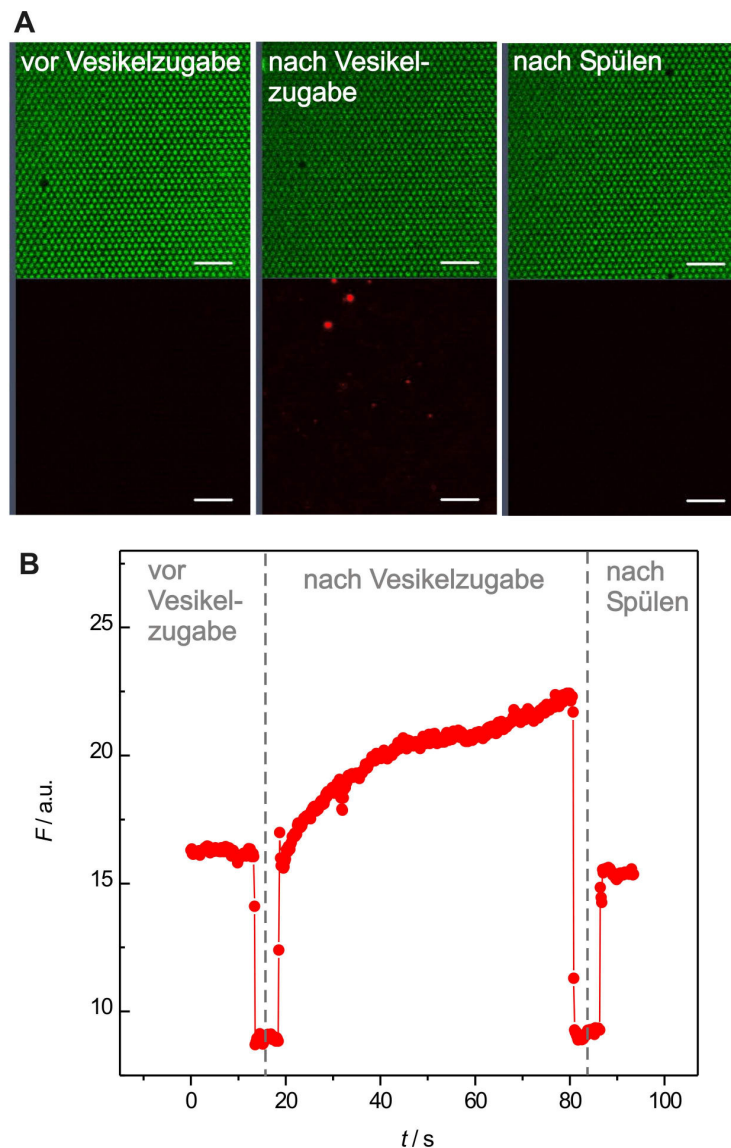 A
vor Vesikelzugabe
nach Vesikel-
zugabe
nach Spülen
B
vor
Vesikel-
zugabe
nach Vesikelzugabe
nach
Spülen
25
20
15
10
F / a.u.
0
20
40
60
80
100
t / s